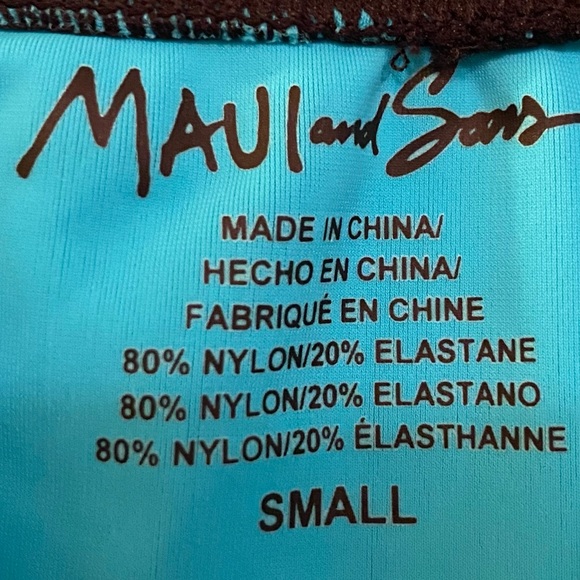 MAUI and Sons
MADE IN CHINA/
HECHO EN CHINA/
FABRIQUÉ EN CHINE
80% NYLON/20% ELASTANE
80% NYLON/20% ELASTANO
80% NYLON/20% ÉLASTHANNE
SMALL